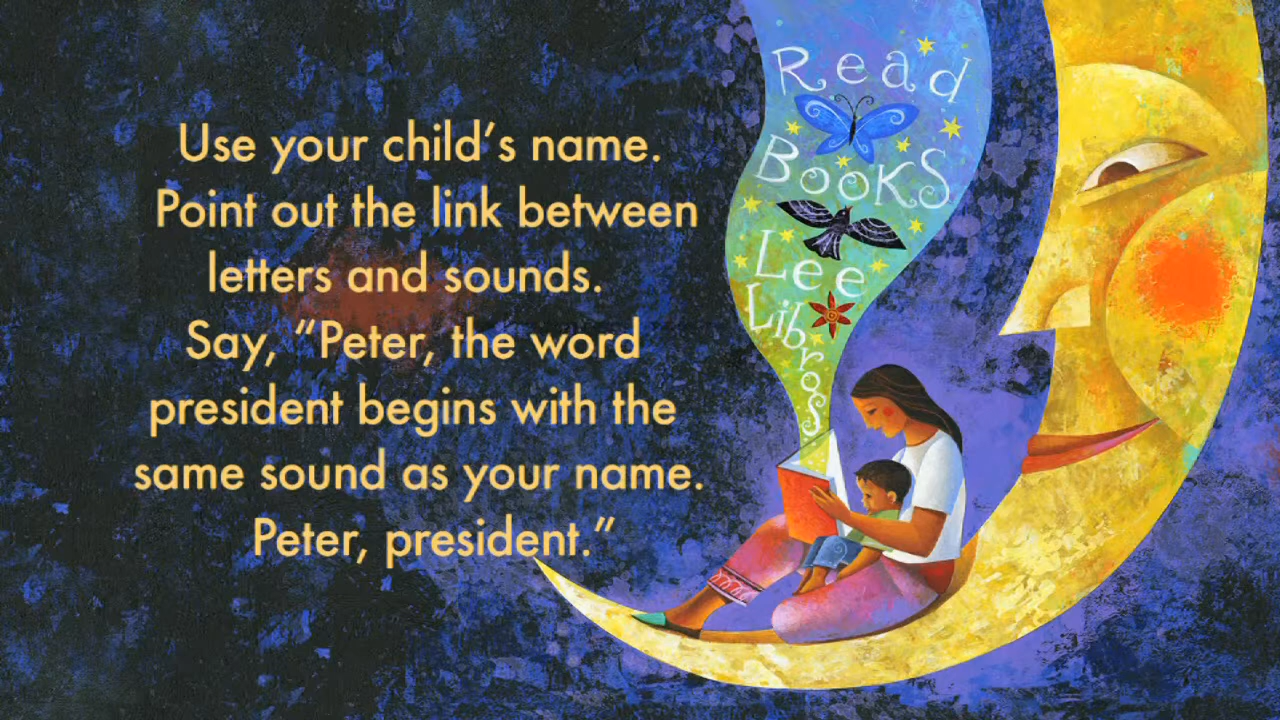 Use your child’s name.
Point out the link between
letters and sounds.
Say, “Peter, the word
president begins with the
same sound as your name.
Peter, president.”
Read
Books
Lee
Libros